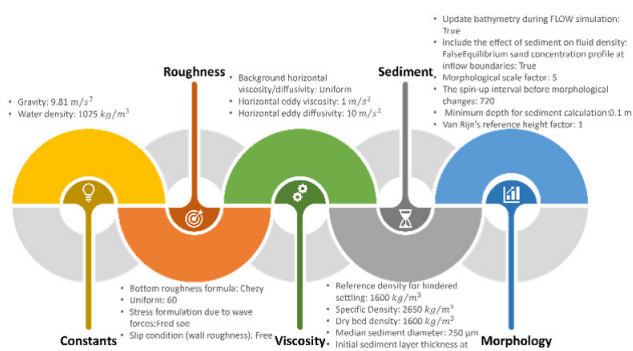 • Update bathymetry during FLOW simulation:
True
• Include the effect of sediment on fluid density:
FalseEquilibrium sand concentration profile at
inflow boundaries: True
• Morphological scale factor: 5
• The spin-up interval before morphological
changes: 720
• Minimum depth for sediment calculation:0.1 m
• Van Rijn's reference height factor: 1
Roughness
Sediment
• Background horizontal
viscosity/diffusivity: Uniform
• Horizontal eddy viscosity: 1 m/s²
• Horizontal eddy diffusivity: 10 m/s²
• Gravity: 9.81 m/s²
• Water density: 1025 kg/m³
• Bottom roughness formula: Chezy
• Uniform: 60
• Stress formulation due to wave
forces:Fred soe
• Slip condition (wall roughness): Free
• Reference density for hindered
settling: 1600 kg/m³
• Specific Density: 2650 kg/m³
• Dry bed density: 1600 kg/m³
• Median sediment diameter: 250 μm
• Initial sediment layer thickness at
Constants
Viscosity
Morphology